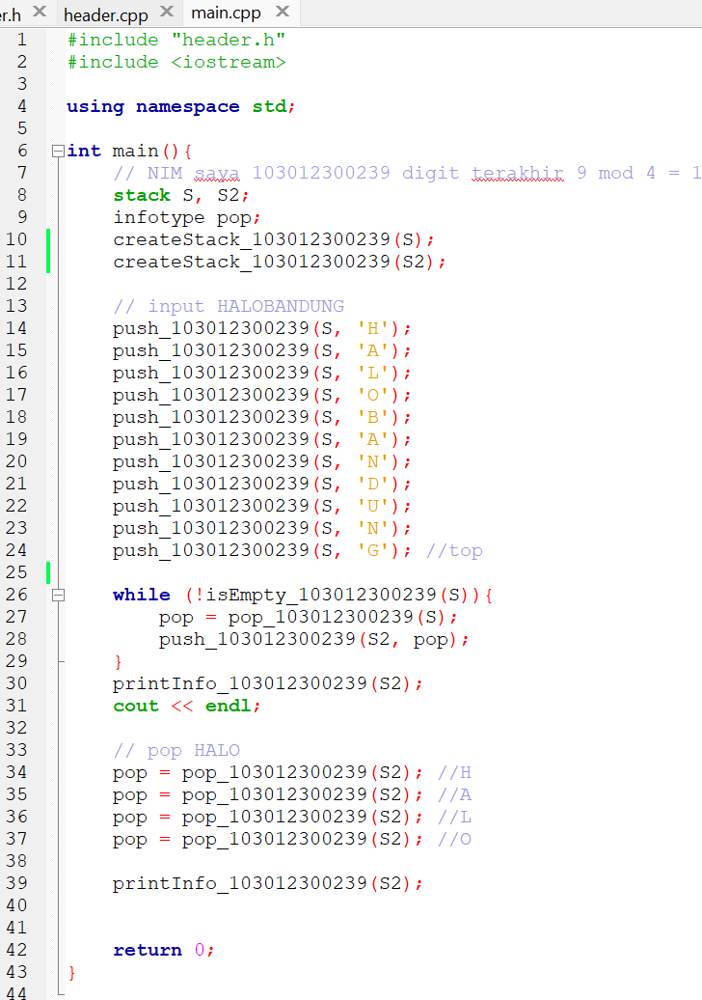 er.h header.cpp main.cpp
1 #include "header.h"
2 #include <iostream>
3
4 using namespace std;
5
6 int main(){
7 // NIM saya 103012300239 digit terakhir 9 mod 4 = 1
8 stack S, S2;
9 infotype pop;
10 createStack_103012300239(S);
11 createStack_103012300239(S2);
12
13 // input HALOBANDUNG
14 push_103012300239(S, 'H');
15 push_103012300239(S, 'A');
16 push_103012300239(S, 'L');
17 push_103012300239(S, 'O');
18 push_103012300239(S, 'B');
19 push_103012300239(S, 'A');
20 push_103012300239(S, 'N');
21 push_103012300239(S, 'D');
22 push_103012300239(S, 'U');
23 push_103012300239(S, 'N');
24 push_103012300239(S, 'G'); //top
25
26 while (!isEmpty_103012300239(S)){
27 pop = pop_103012300239(S);
28 push_103012300239(S2, pop);
29 }
30 printInfo_103012300239(S2);
31 cout << endl;
32
33 // pop HALO
34 pop = pop_103012300239(S2); //H
35 pop = pop_103012300239(S2); //A
36 pop = pop_103012300239(S2); //L
37 pop = pop_103012300239(S2); //O
38
39 printInfo_103012300239(S2);
40
41
42 return 0;
43 }
44